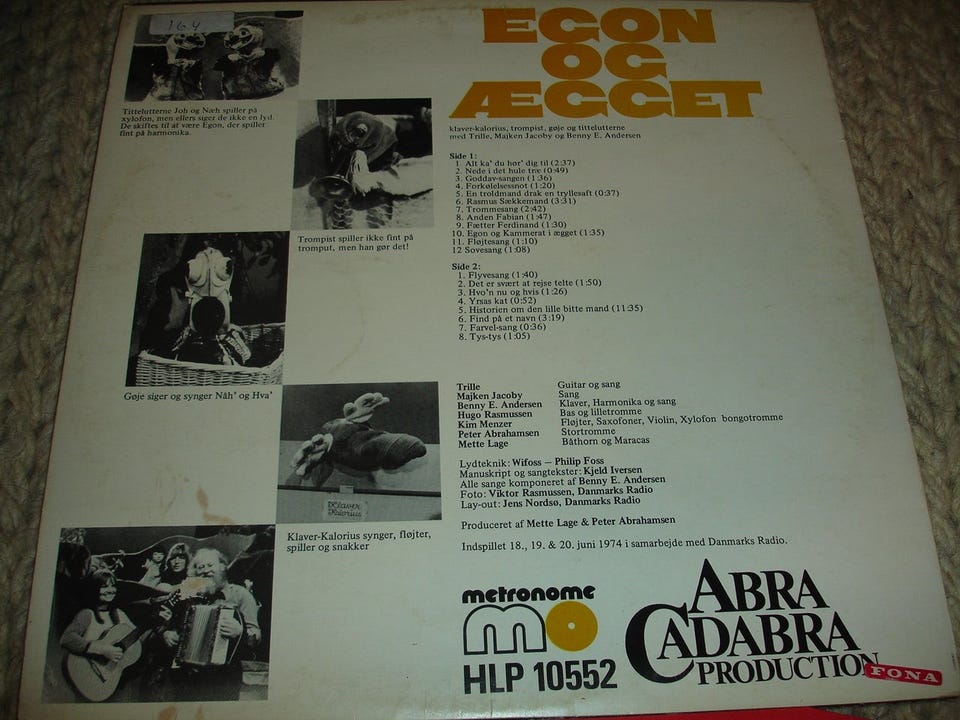 164
EGON
OG
ÆGGET
klaver-kalorius, trompist, gøje og tittelutterne
med Trille, Majken Jacoby og Benny E. Andersen
Tittelutterne Joh og Næh spiller på
xylofon, men ellers siger de ikke en lyd.
De skiftes til at være Egon, der spiller
fint på harmonika.
Trompist spiller ikke fint på
tromput, men han gør det!
Gøje siger og synger Nåh' og Hva'
Klaver-Kalorius synger, fløjter,
spiller og snakker
Klaver
Kalorius
Side 1:
1 Alt ka' du hør' dig til (2:37)
2. Nede i det hule træ (0:49)
3. Goddav-sangen (1:36)
4. Forkølelsessnot (1:20)
5. En troldmand drak en tryllesaft (0:37)
6. Rasmus Sækkemand (3:31)
7. Trommesang (2:42)
8. Anden Fabian (1:47)
9. Fætter Ferdinand (1:30)
10. Egon og Kammerat i ægget (1:35)
11. Fløjtesang (1:10)
12 Sovesang (1:08)
Side 2:
1. Flyvesang (1:40)
2. Det er svært at rejse telte (1:50)
3. Hvo'n nu og hvis (1:26)
4. Yrsas kat (0:52)
5. Historien om den lille bitte mand (11:35)
6. Find på et navn (3:19)
7. Farvel-sang (0:36)
8. Tys-tys (1:05)
Trille Guitar og sang
Majken Jacoby Sang
Benny E. Andersen Klaver, Harmonika og sang
Hugo Rasmussen Bas og lilletromme
Kim Menzer Fløjter, Saxofoner, Violin, Xylofon bongotromme
Peter Abrahamsen Stortromme
Mette Lage Båthorn og Maracas
Lydteknik: Wifoss – Philip Foss
Manuskript og sangtekster: Kjeld Iversen
Alle sange komponeret af Benny E. Andersen
Foto: Viktor Rasmussen, Danmarks Radio
Lay-out: Jens Nordsø, Danmarks Radio
Produceret af Mette Lage & Peter Abrahamsen
Indspillet 18., 19. & 20. juni 1974 i samarbejde med Danmarks Radio.
metronome
mo
HLP 10552
ABRA
CADABRA
PRODUCTION
FONA